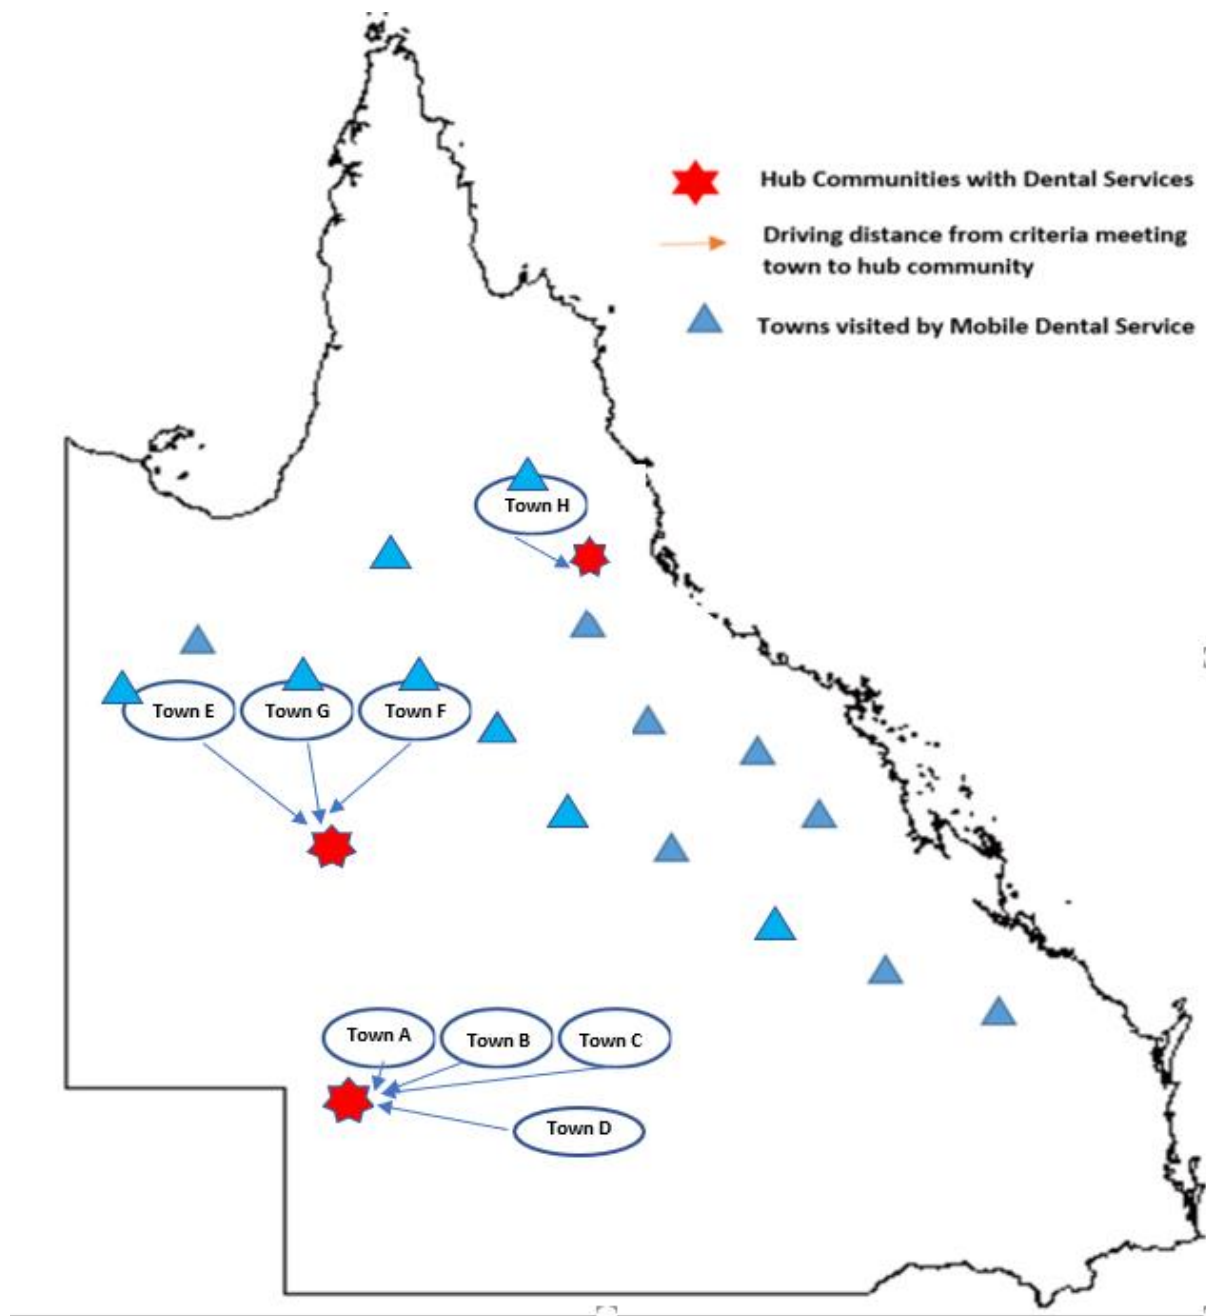 Hub Communities with Dental Services
Driving distance from criteria meeting
town to hub community
Towns visited by Mobile Dental Service
Town H
Town E
Town G
Town F
Town A
Town B
Town C
Town D